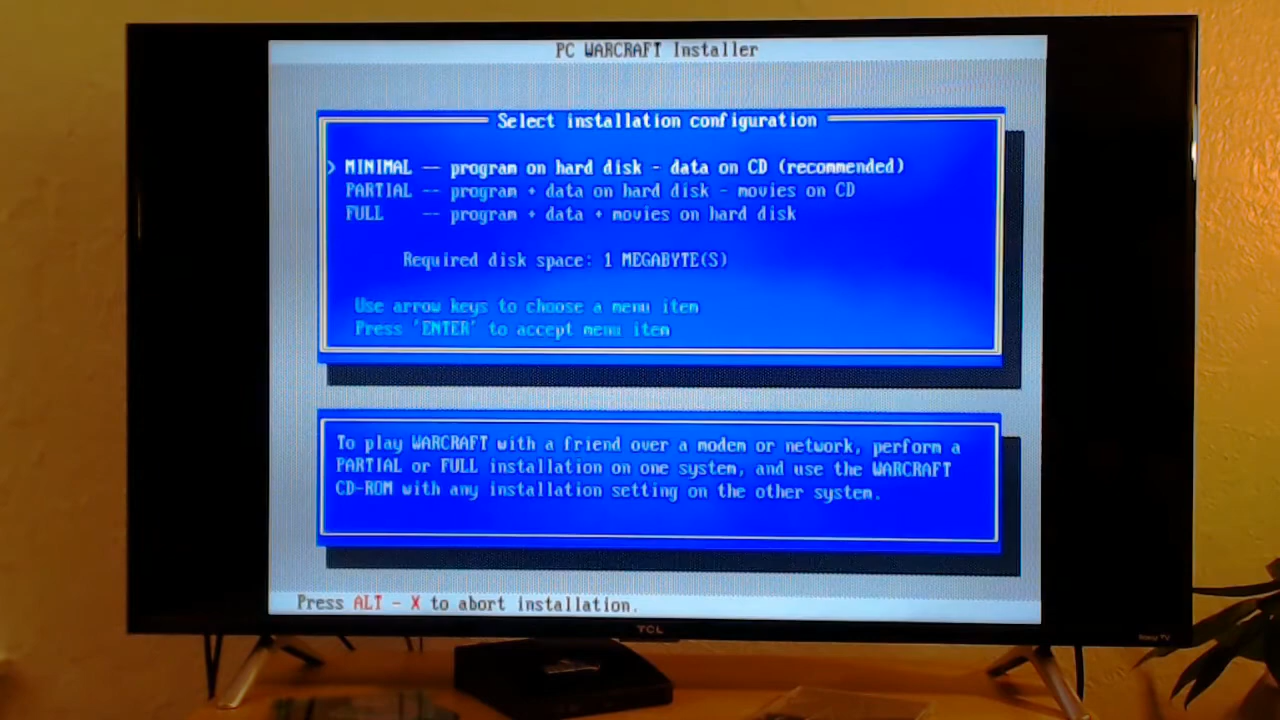 PC WARCRAFT Installer
Select installation configuration
> MINIMAL -- program on hard disk - data on CD (recommended)
PARTIAL -- program + data on hard disk - movies on CD
FULL -- program + data + movies on hard disk
Required disk space: 1 MEGABYTE(S)
Use arrow keys to choose a menu item
Press 'ENTER' to accept menu item
To play WARCRAFT with a friend over a modem or network, perform a
PARTIAL or FULL installation on one system, and use the WARCRAFT
CD-ROM with any installation setting on the other system.
Press ALT - X to abort installation.
TCL
Roku TV